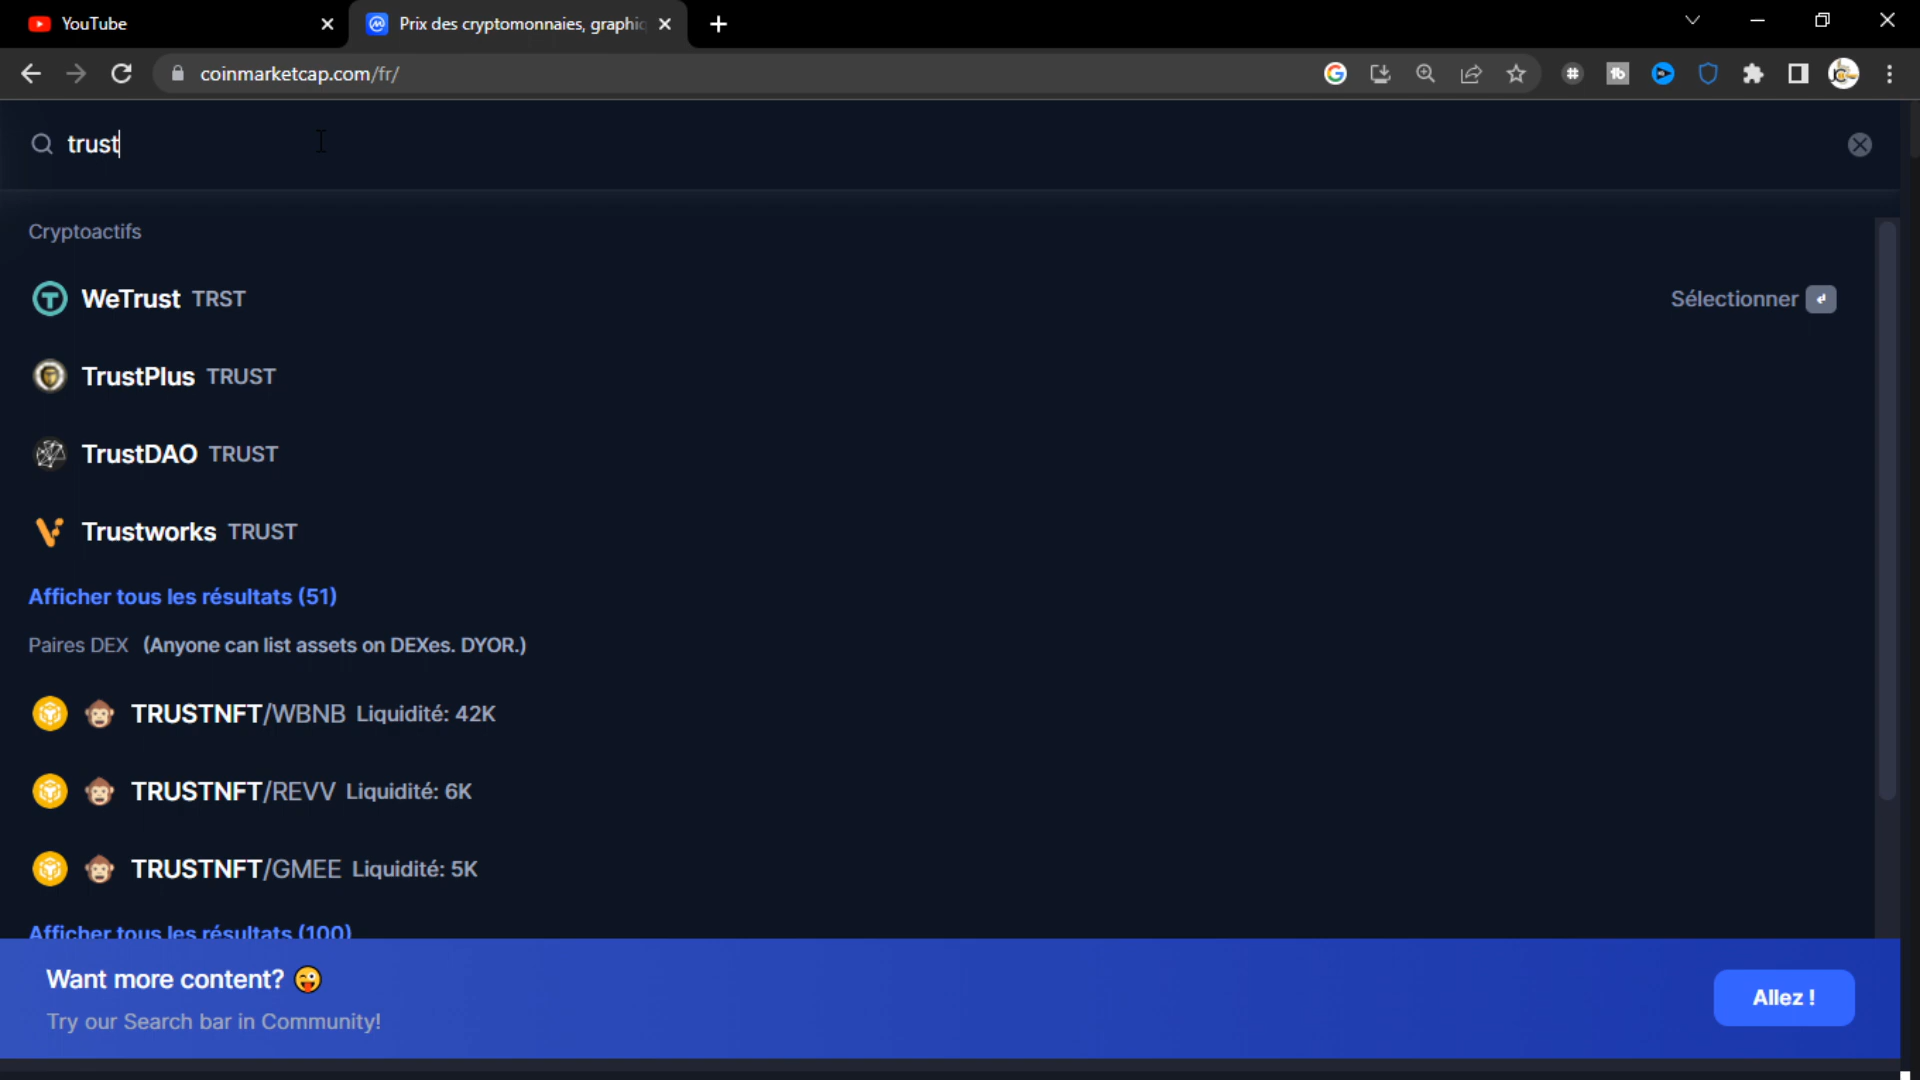 YouTube
Prix des cryptomonnaies, graphic
coinmarketcap.com/fr/
trust
Cryptoactifs
WeTrust TRST
Sélectionner
TrustPlus TRUST
TrustDAO TRUST
Trustworks TRUST
Afficher tous les résultats (51)
Paires DEX (Anyone can list assets on DEXes. DYOR.)
TRUSTNFT/WBNB Liquidité: 42K
TRUSTNFT/REVV Liquidité: 6K
TRUSTNFT/GMEE Liquidité: 5K
Afficher tous les résultats (100)
Want more content?
Allez !
Try our Search bar in Community!